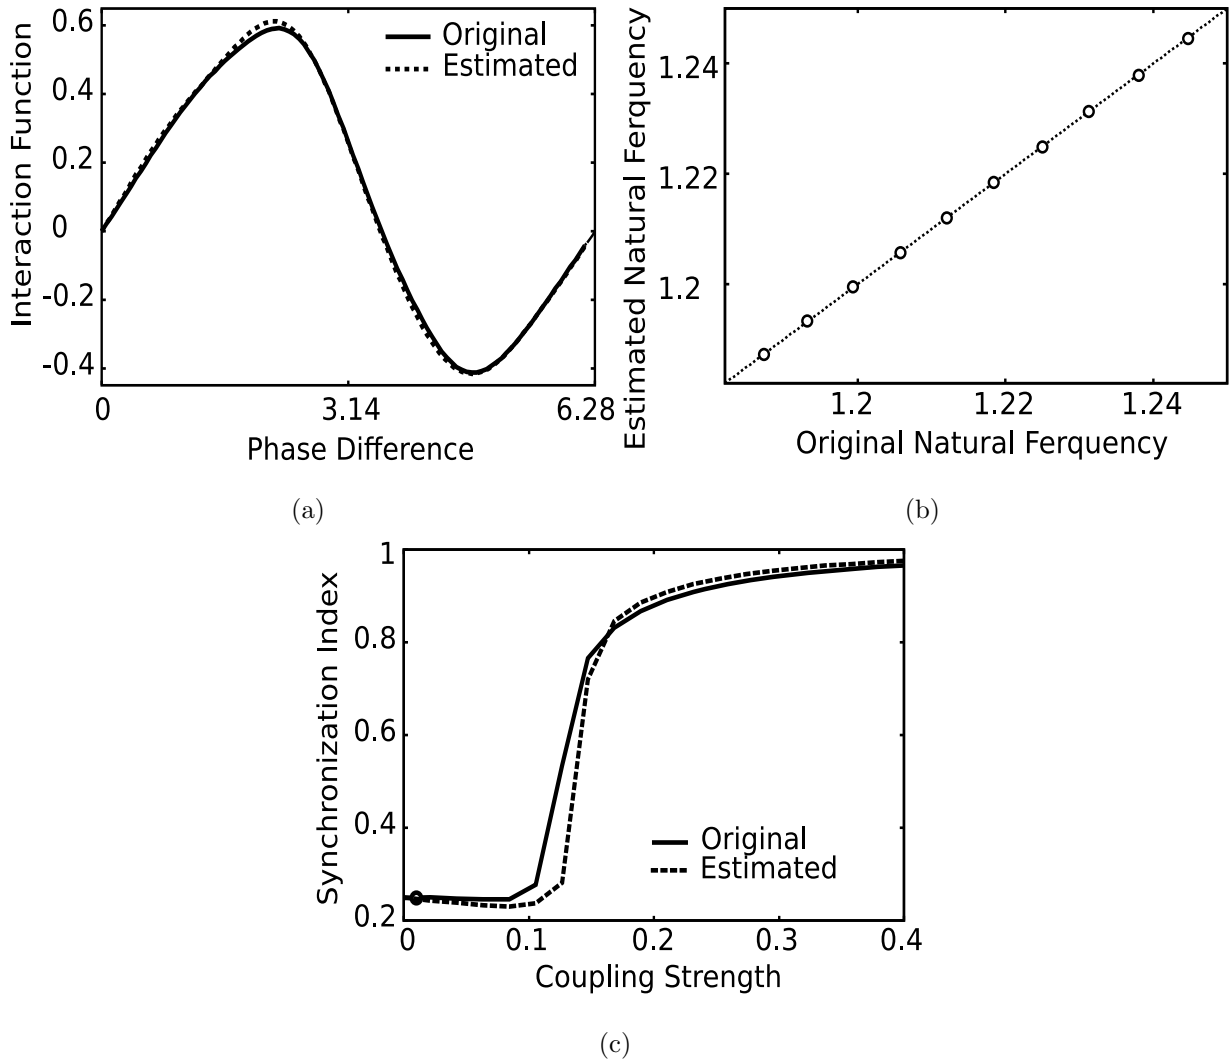 0.6
0.4
0.2
0
-0.2
-0.4
Interaction Function
Original
Estimated
0
3.14
6.28
Phase Difference
(a)
1.24
1.22
1.2
Estimated Natural Ferquency
1.2
1.22
1.24
Original Natural Ferquency
(b)
1
0.8
0.6
0.4
0.2
Synchronization Index
Original
Estimated
0
0.1
0.2
0.3
0.4
Coupling Strength
(c)